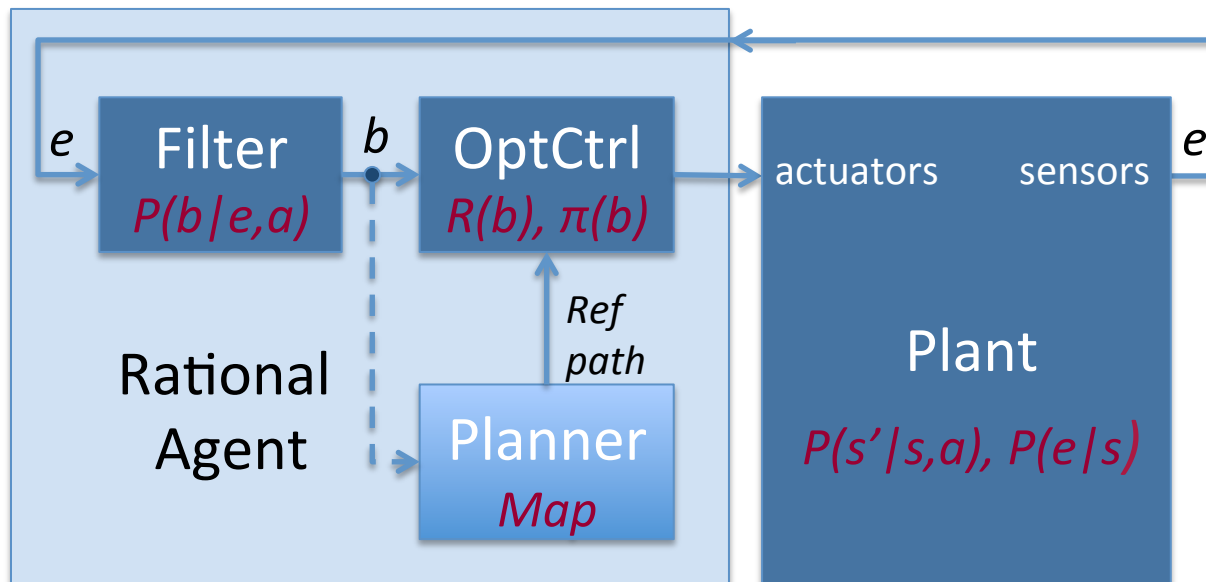 e
Filter
P(b|e,a)
b
OptCtrl
R(b), π(b)
actuators
sensors
e
Ref
path
Rational
Agent
Planner
Map
Plant
P(s’|s,a), P(e|s)